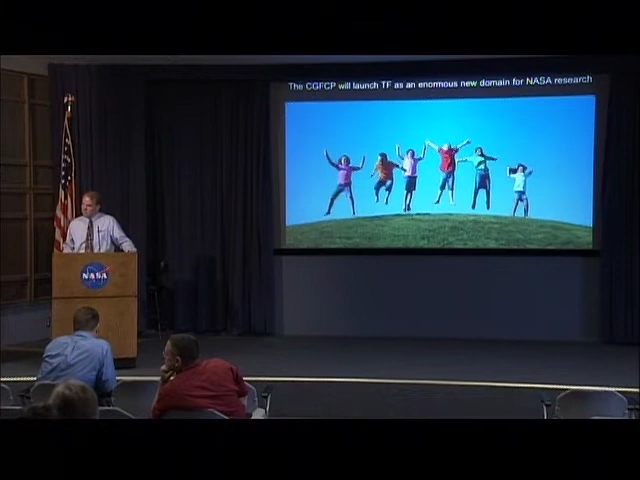 The CGFCP will launch TF as an enormous new domain for NASA research
NASA